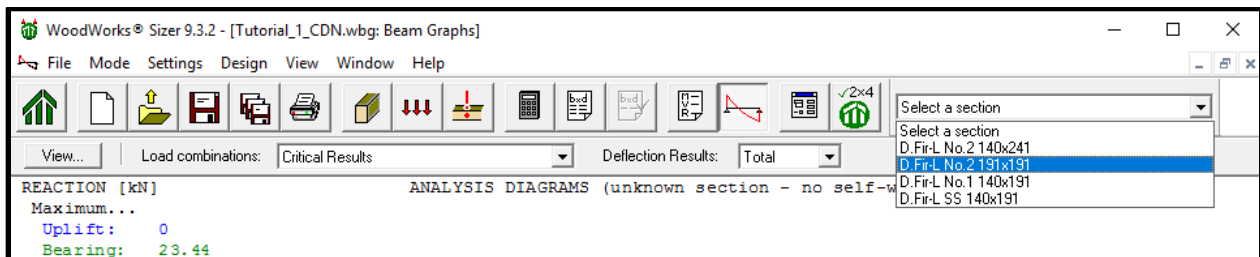 WoodWorks® Sizer 9.3.2 - [Tutorial_1_CDN.wbg: Beam Graphs]
File Mode Settings Design View Window Help
bxd bxd MVR √2x4 Select a section
Select a section
D.Fir-L No.2 140x241
D.Fir-L No.2 191x191
D.Fir-L No.1 140x191
D.Fir-L SS 140x191
View... Load combinations: Critical Results Deflection Results: Total
REACTION [kN] ANALYSIS DIAGRAMS (unknown section - no self-w
Maximum...
Uplift: 0
Bearing: 23.44